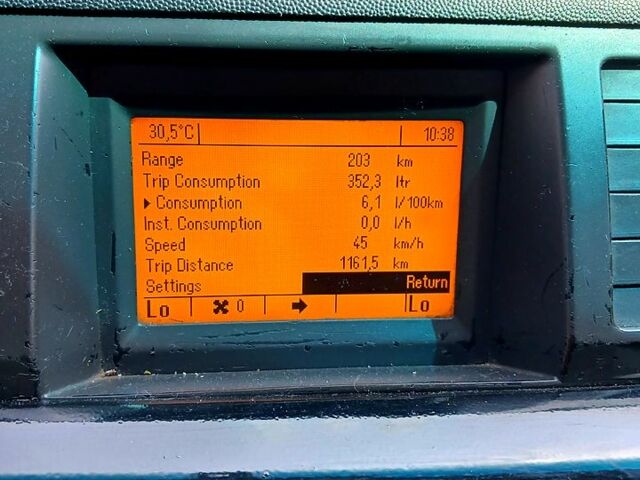 30,5°C 10:38
Range 203 km
Trip Consumption 352,3 ltr
Consumption 6,1 l/100km
Inst. Consumption 0,0 l/h
Speed 45 km/h
Trip Distance 1161,5 km
Settings Return
Lo 0 Lo